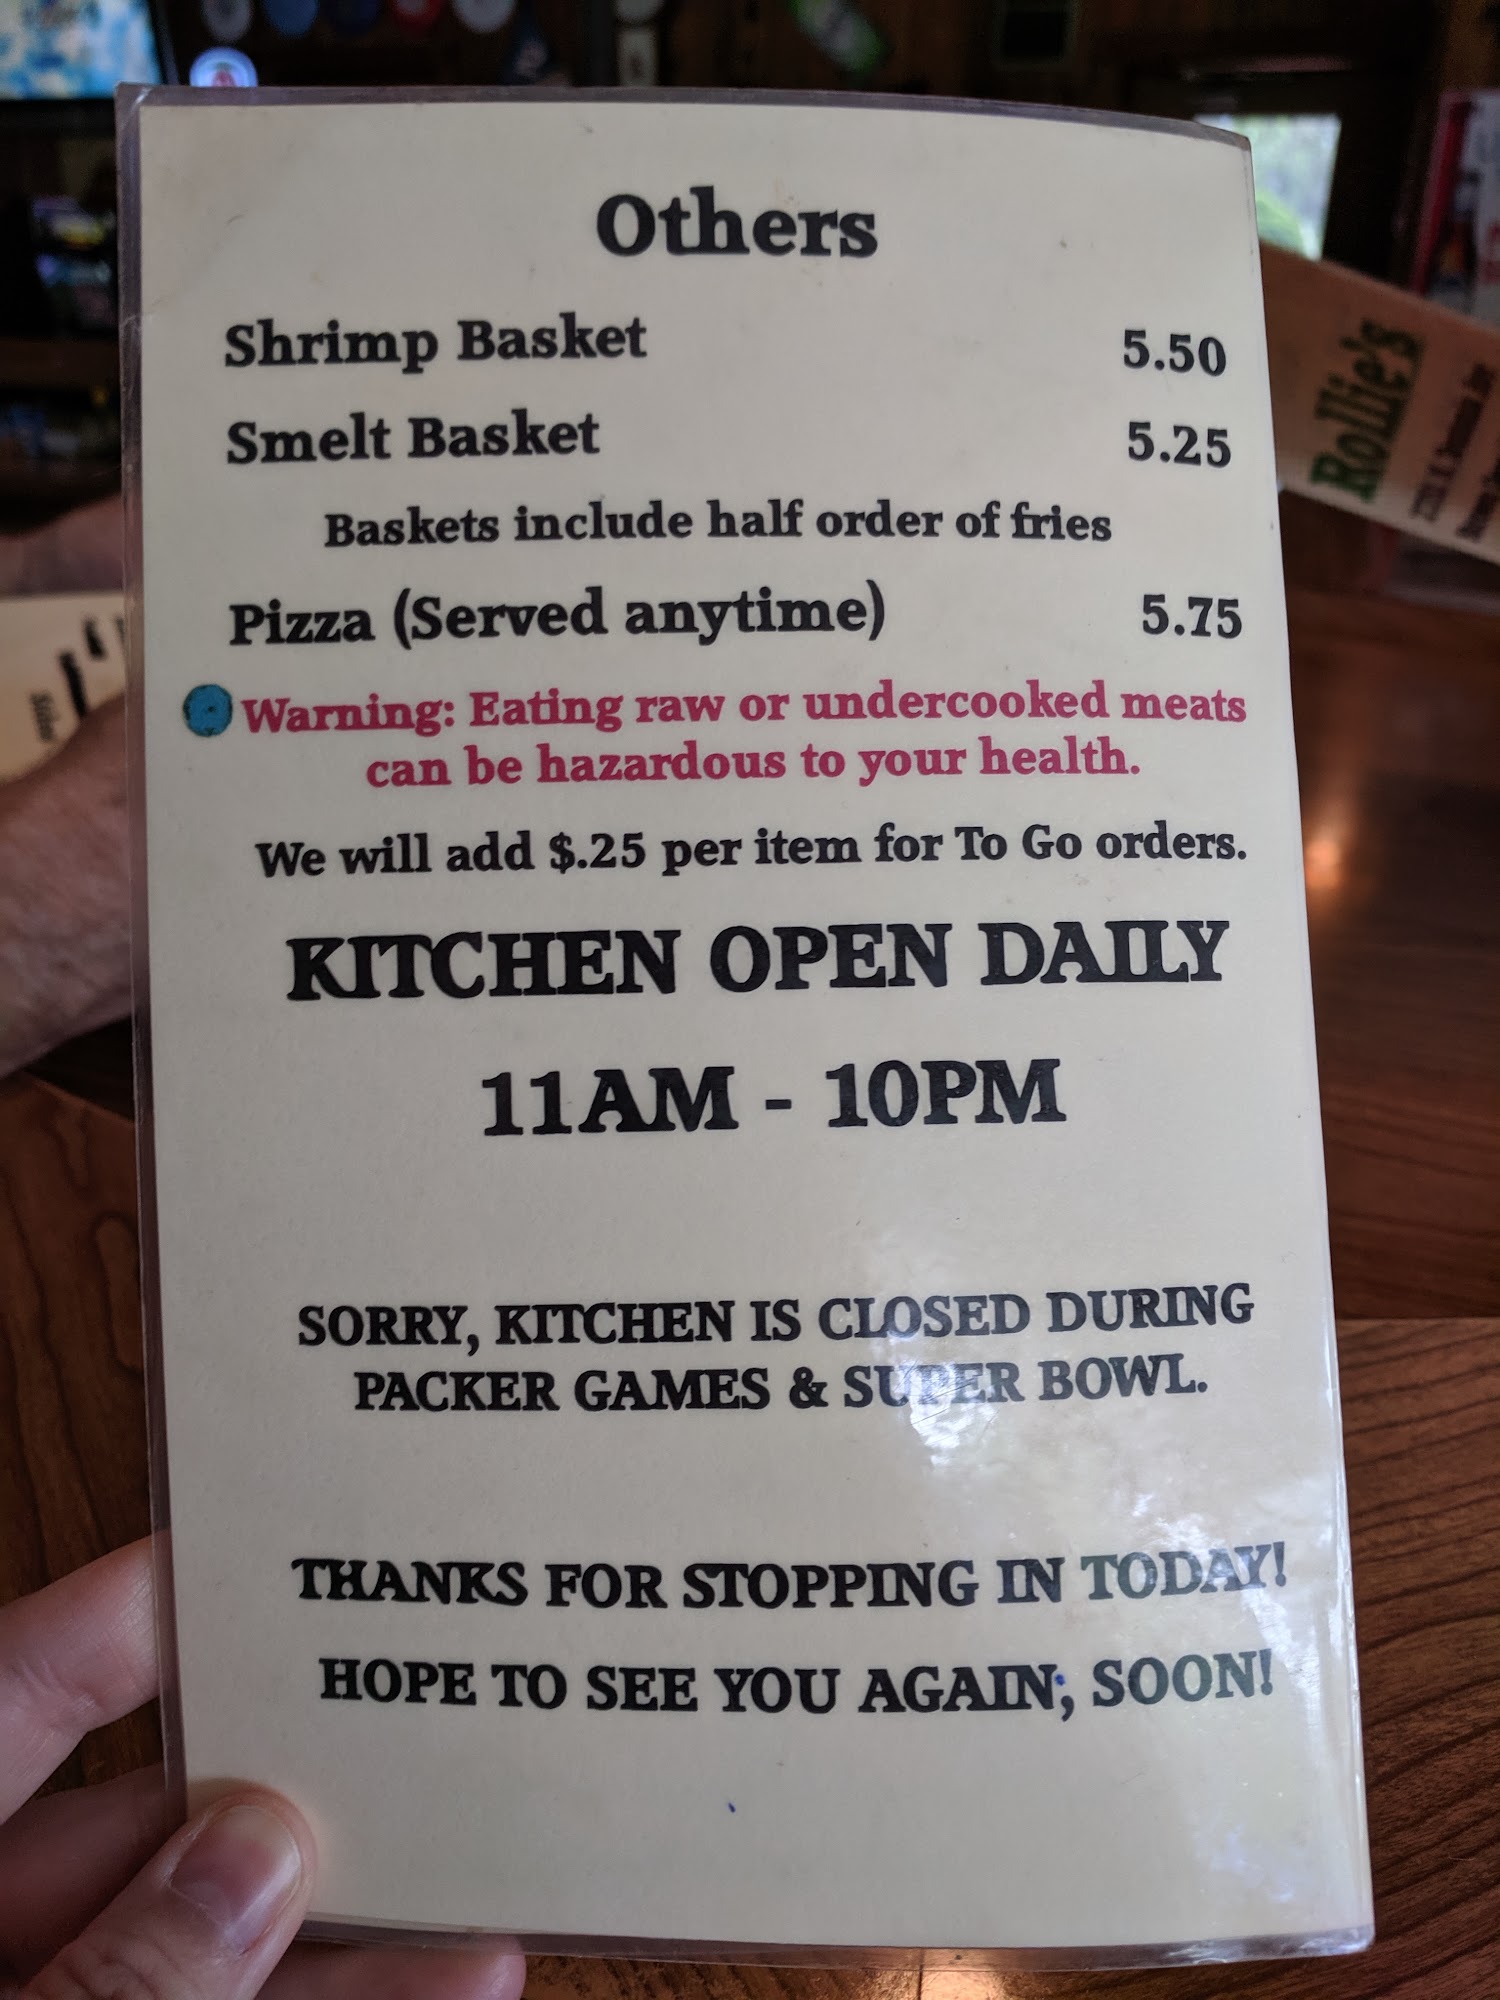 Others
Shrimp Basket 5.50
Smelt Basket 5.25
Baskets include half order of fries
Pizza (Served anytime) 5.75
Warning: Eating raw or undercooked meats
can be hazardous to your health.
We will add $.25 per item for To Go orders.
KITCHEN OPEN DAILY
11AM - 10PM
SORRY, KITCHEN IS CLOSED DURING
PACKER GAMES & SUPER BOWL.
THANKS FOR STOPPING IN TODAY!
HOPE TO SEE YOU AGAIN, SOON!
Rollie's